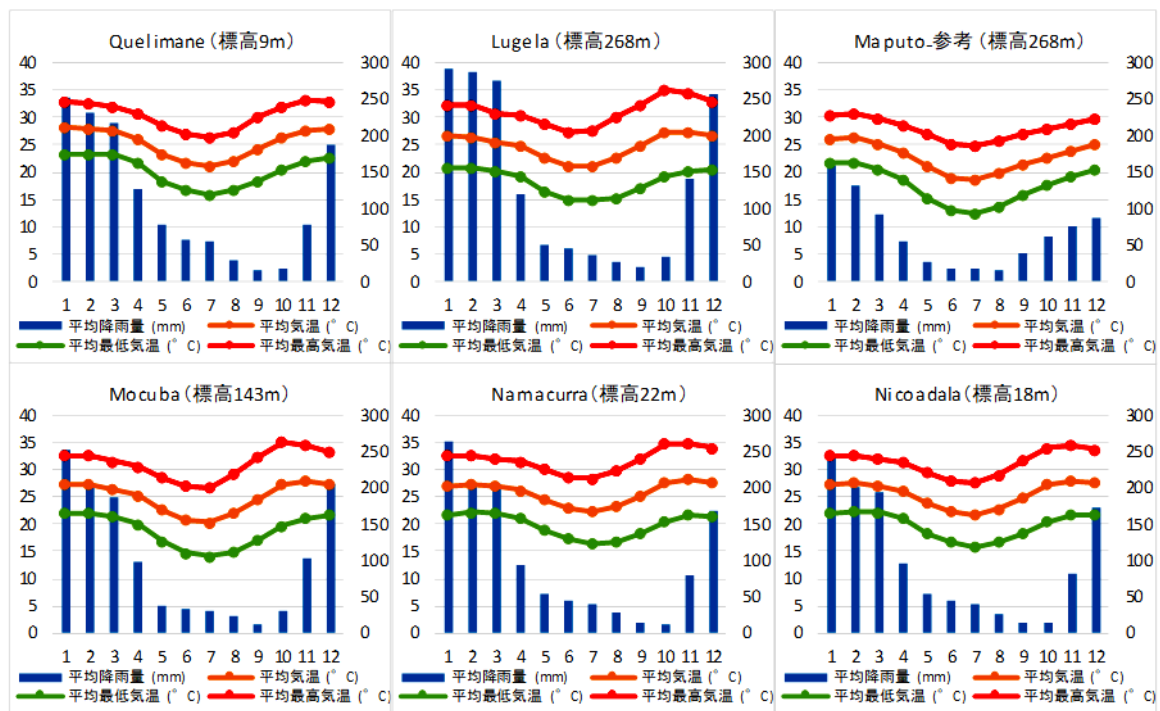 Quelimane（標高9m）
40 35 30 25 20 15 10 5 0
300 250 200 150 100 50 0
1 2 3 4 5 6 7 8 9 10 11 12
平均降雨量 (mm) 平均気温 (°C)
平均最低気温 (°C) 平均最高気温 (°C)
Lugela（標高268m）
40 35 30 25 20 15 10 5 0
300 250 200 150 100 50 0
1 2 3 4 5 6 7 8 9 10 11 12
平均降雨量 (mm) 平均気温 (°C)
平均最低気温 (°C) 平均最高気温 (°C)
Maputo-参考（標高268m）
40 35 30 25 20 15 10 5 0
300 250 200 150 100 50 0
1 2 3 4 5 6 7 8 9 10 11 12
平均降雨量 (mm) 平均気温 (°C)
平均最低気温 (°C) 平均最高気温 (°C)
Mocuba（標高143m）
40 35 30 25 20 15 10 5 0
300 250 200 150 100 50 0
1 2 3 4 5 6 7 8 9 10 11 12
平均降雨量 (mm) 平均気温 (°C)
平均最低気温 (°C) 平均最高気温 (°C)
Namacurra（標高22m）
40 35 30 25 20 15 10 5 0
300 250 200 150 100 50 0
1 2 3 4 5 6 7 8 9 10 11 12
平均降雨量 (mm) 平均気温 (°C)
平均最低気温 (°C) 平均最高気温 (°C)
Nicoadala（標高18m）
40 35 30 25 20 15 10 5 0
300 250 200 150 100 50 0
1 2 3 4 5 6 7 8 9 10 11 12
平均降雨量 (mm) 平均気温 (°C)
平均最低気温 (°C) 平均最高気温 (°C)